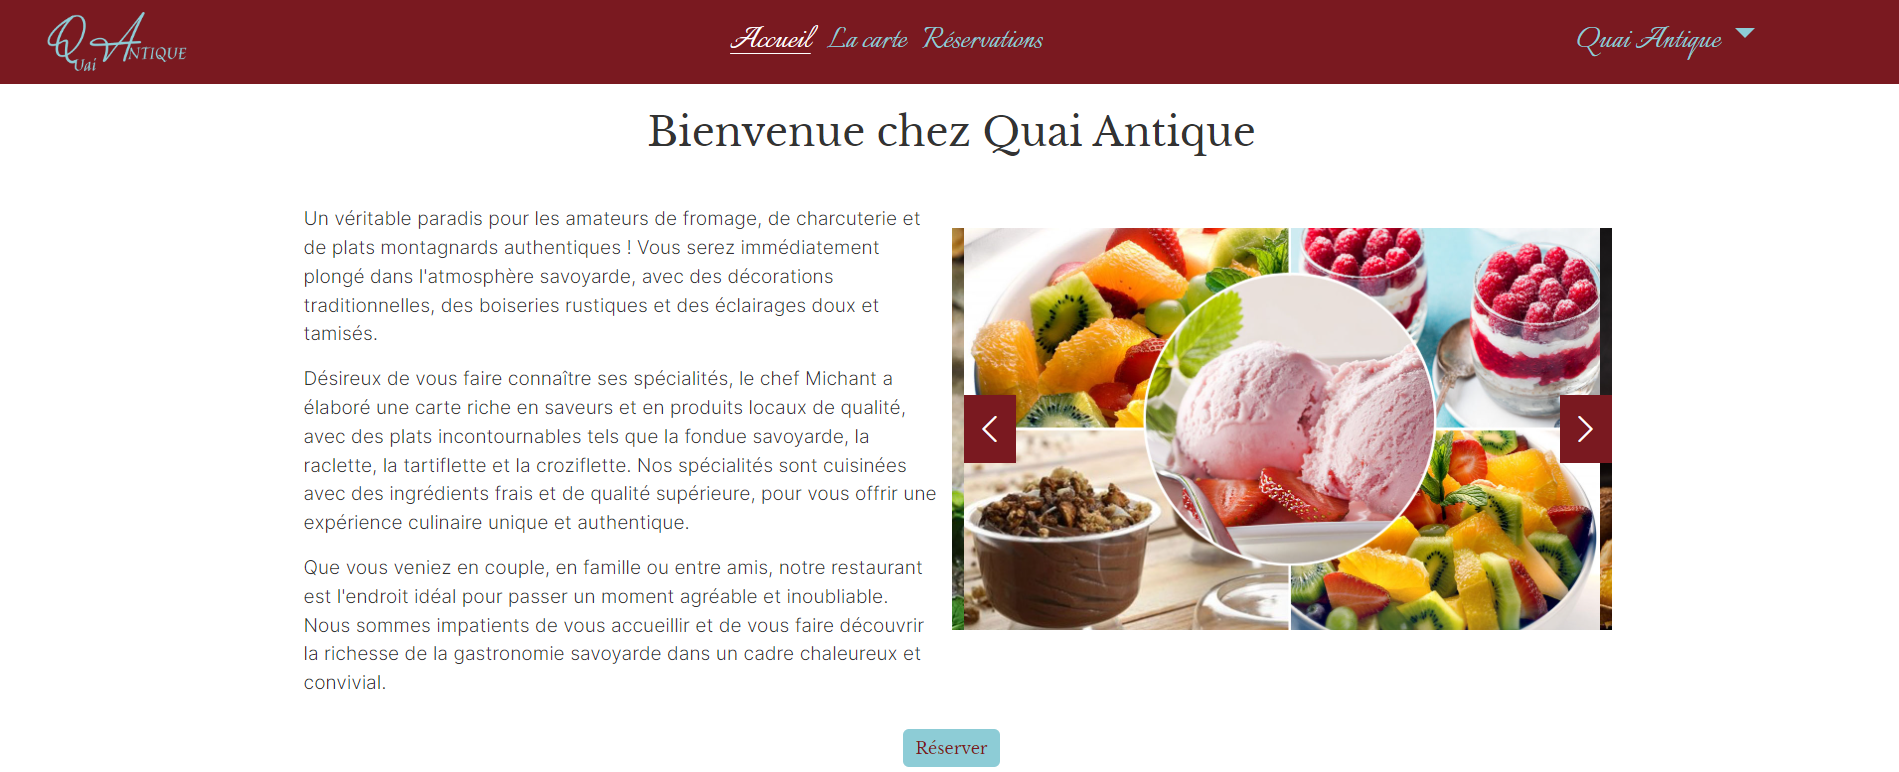 Quai Antique
Accueil La carte Réservations
Quai Antique
Bienvenue chez Quai Antique
Un véritable paradis pour les amateurs de fromage, de charcuterie et
de plats montagnards authentiques ! Vous serez immédiatement
plongé dans l'atmosphère savoyarde, avec des décorations
traditionnelles, des boiseries rustiques et des éclairages doux et
tamisés.
Désireux de vous faire connaître ses spécialités, le chef Michant a
élaboré une carte riche en saveurs et en produits locaux de qualité,
avec des plats incontournables tels que la fondue savoyarde, la
raclette, la tartiflette et la croziflette. Nos spécialités sont cuisinées
avec des ingrédients frais et de qualité supérieure, pour vous offrir une
expérience culinaire unique et authentique.
Que vous veniez en couple, en famille ou entre amis, notre restaurant
est l'endroit idéal pour passer un moment agréable et inoubliable.
Nous sommes impatients de vous accueillir et de vous faire découvrir
la richesse de la gastronomie savoyarde dans un cadre chaleureux et
convivial.
Réserver